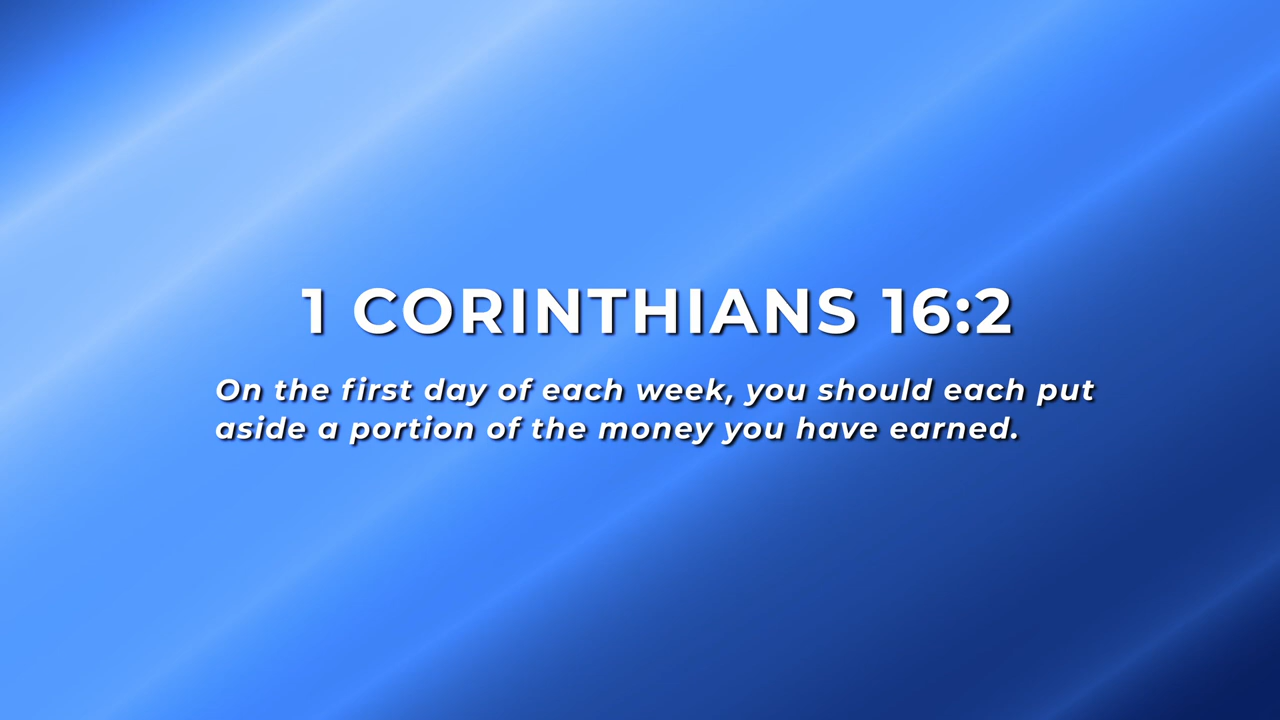 1 CORINTHIANS 16:2
On the first day of each week, you should each put
aside a portion of the money you have earned.